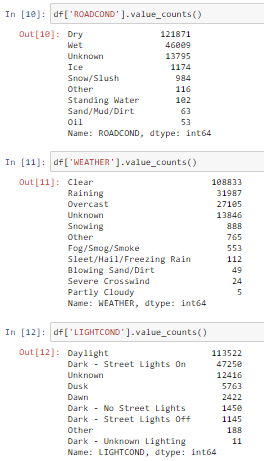 In [10]: df['ROADCOND'].value_counts()
Out[10]: Dry 121871
Wet 46009
Unknown 13795
Ice 1174
Snow/Slush 984
Other 116
Standing Water 102
Sand/Mud/Dirt 63
Oil 53
Name: ROADCOND, dtype: int64
In [11]: df['WEATHER'].value_counts()
Out[11]: Clear 108833
Raining 31987
Overcast 27105
Unknown 13846
Snowing 888
Other 765
Fog/Smog/Smoke 553
Sleet/Hail/Freezing Rain 112
Blowing Sand/Dirt 49
Severe Crosswind 24
Partly Cloudy 5
Name: WEATHER, dtype: int64
In [12]: df['LIGHTCOND'].value_counts()
Out[12]: Daylight 113522
Dark - Street Lights On 47250
Unknown 12416
Dusk 5763
Dawn 2422
Dark - No Street Lights 1450
Dark - Street Lights Off 1145
Other 188
Dark - Unknown Lighting 11
Name: LIGHTCOND, dtype: int64